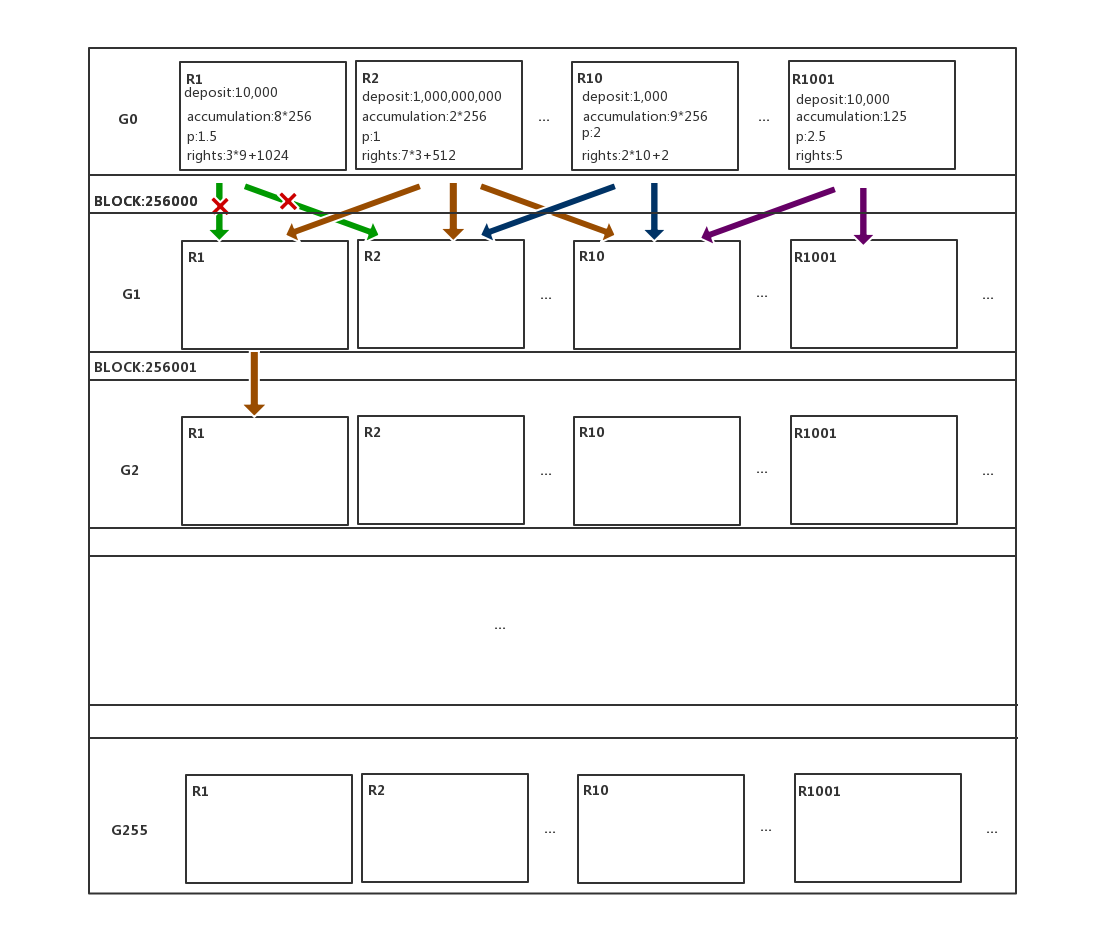 G0
R1
deposit:10,000
accumulation:8*256
p:1.5
rights:3*9+1024
R2
deposit:1,000,000,000
accumulation:2*256
p:1
rights:7*3+512
...
R10
deposit:1,000
accumulation:9*256
p:2
rights:2*10+2
...
R1001
deposit:10,000
accumulation:125
p:2.5
rights:5
BLOCK:256000
G1
R1
R2
...
R10
...
R1001
...
BLOCK:256001
G2
R1
R2
...
R10
...
R1001
...
...
G255
R1
R2
...
R10
...
R1001
...